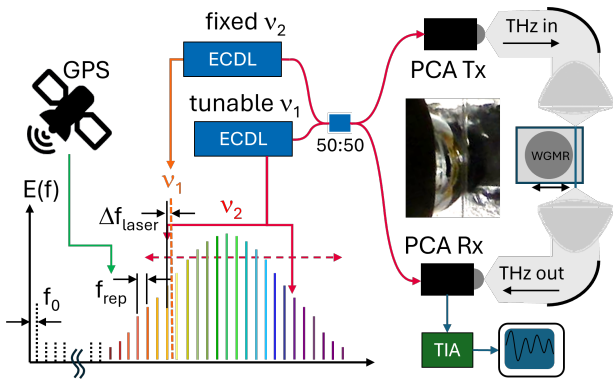 fixed ν2
GPS
ECDL
tunable ν1
ECDL
50:50
PCA Tx
THz in
WGMR
E(f)
ν1
Δflaser
ν2
frep
f0
PCA Rx
THz out
TIA